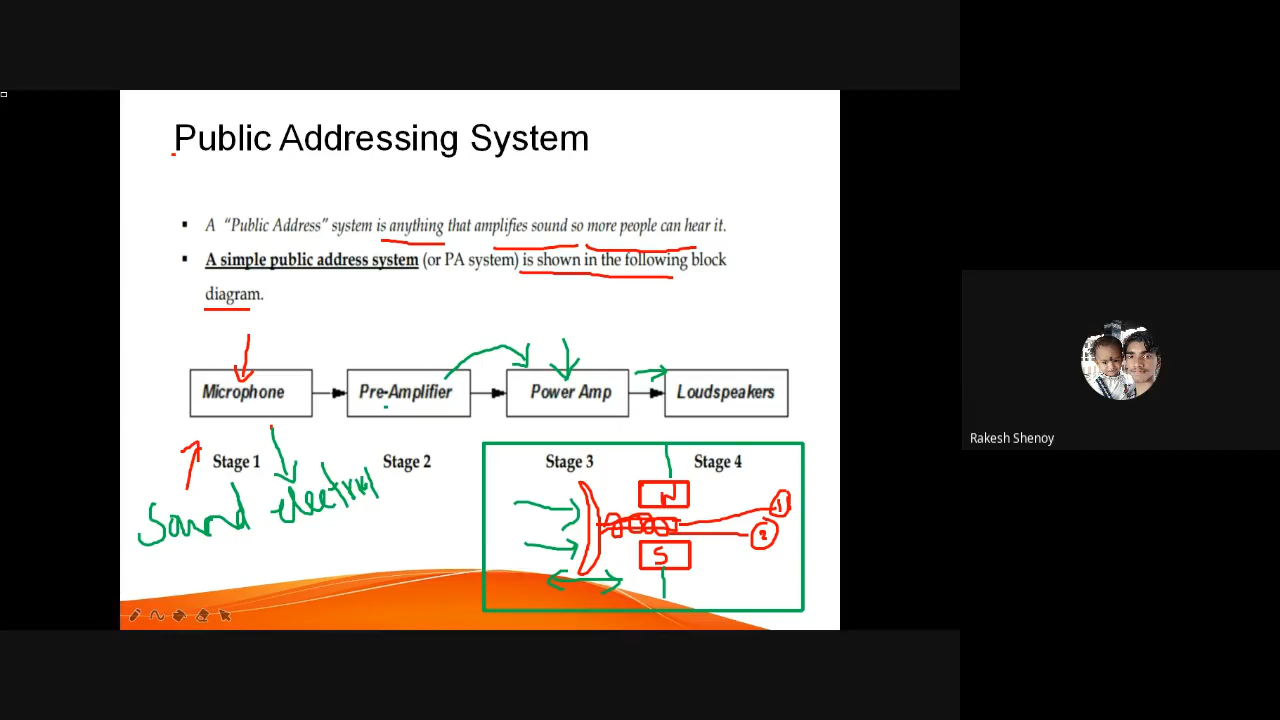 Public Addressing System
▪ A “Public Address” system is anything that amplifies sound so more people can hear it.
▪ A simple public address system (or PA system) is shown in the following block
diagram.
Microphone Pre-Amplifier Power Amp Loudspeakers
Stage 1 Stage 2 Stage 3 Stage 4
Sound
N
1
2
S
Rakesh Shenoy